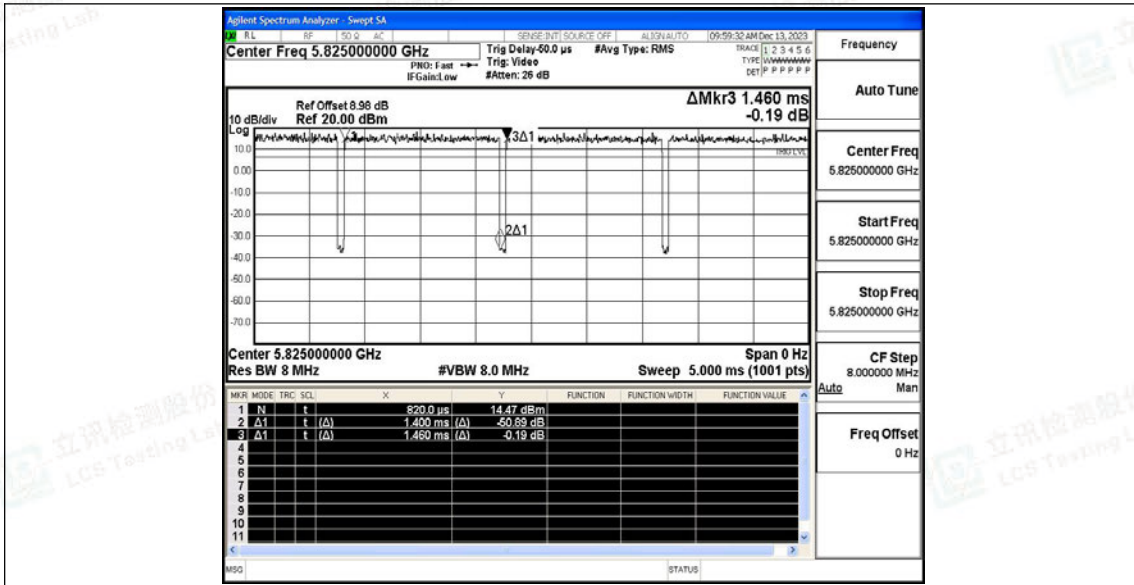 Agilent Spectrum Analyzer - Swept SA
RL RF 50 Ω AC SENSE:INT SOURCE OFF ALIGNAUTO 09:59:32 AM Dec 13, 2023
Center Freq 5.825000000 GHz
PNO: Fast
IFGain:Low
Trig Delay-50.0 µs #Avg Type: RMS
Trig: Video
#Atten: 26 dB
TRACE 1 2 3 4 5 6
TYPE WWWWWW
DET P P P P P P
Ref Offset 8.98 dB
10 dB/div Ref 20.00 dBm
ΔMkr3 1.460 ms
-0.19 dB
Log
10.0
0.00
-10.0
-20.0
-30.0
-40.0
-50.0
-60.0
-70.0
3Δ1
TRIG LVL
2Δ1
Center 5.825000000 GHz Span 0 Hz
Res BW 8 MHz #VBW 8.0 MHz Sweep 5.000 ms (1001 pts)
MKR MODE TRC SCL X Y FUNCTION FUNCTION WIDTH FUNCTION VALUE
1 N t 820.0 µs 14.47 dBm
2 Δ1 t (Δ) 1.400 ms (Δ) -50.89 dB
3 Δ1 t (Δ) 1.460 ms (Δ) -0.19 dB
4
5
6
7
8
9
10
11
MSG STATUS
Frequency
Auto Tune
Center Freq
5.825000000 GHz
Start Freq
5.825000000 GHz
Stop Freq
5.825000000 GHz
CF Step
8.000000 MHz
Auto Man
Freq Offset
0 Hz
立讯检测股份
LCS Testing Lab
立讯检测股份